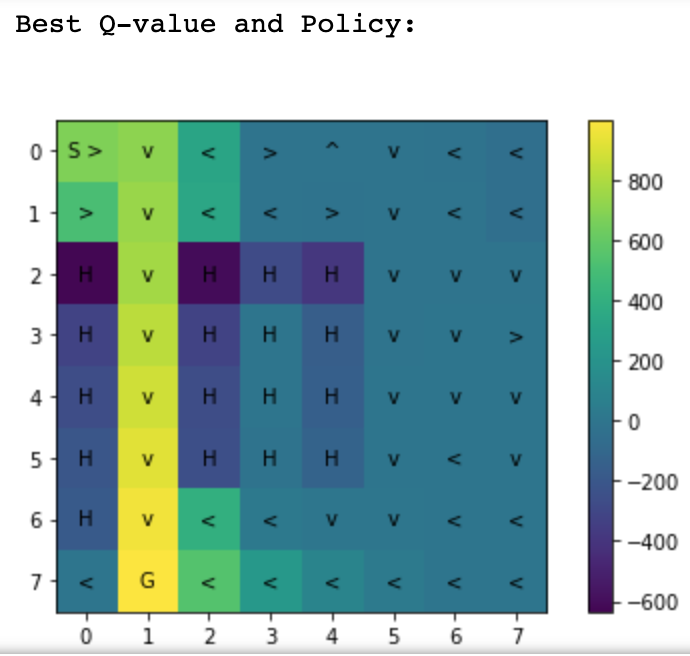 Best Q-value and Policy:
0 S > v < > ^ v < <
1 > v < < > v < <
2 H v H H H v v v
3 H v H H H v v >
4 H v H H H v v v
5 H v H H H v < v
6 H v < < v v < <
7 < G < < < < < <
0 1 2 3 4 5 6 7
800
600
400
200
0
−200
−400
−600